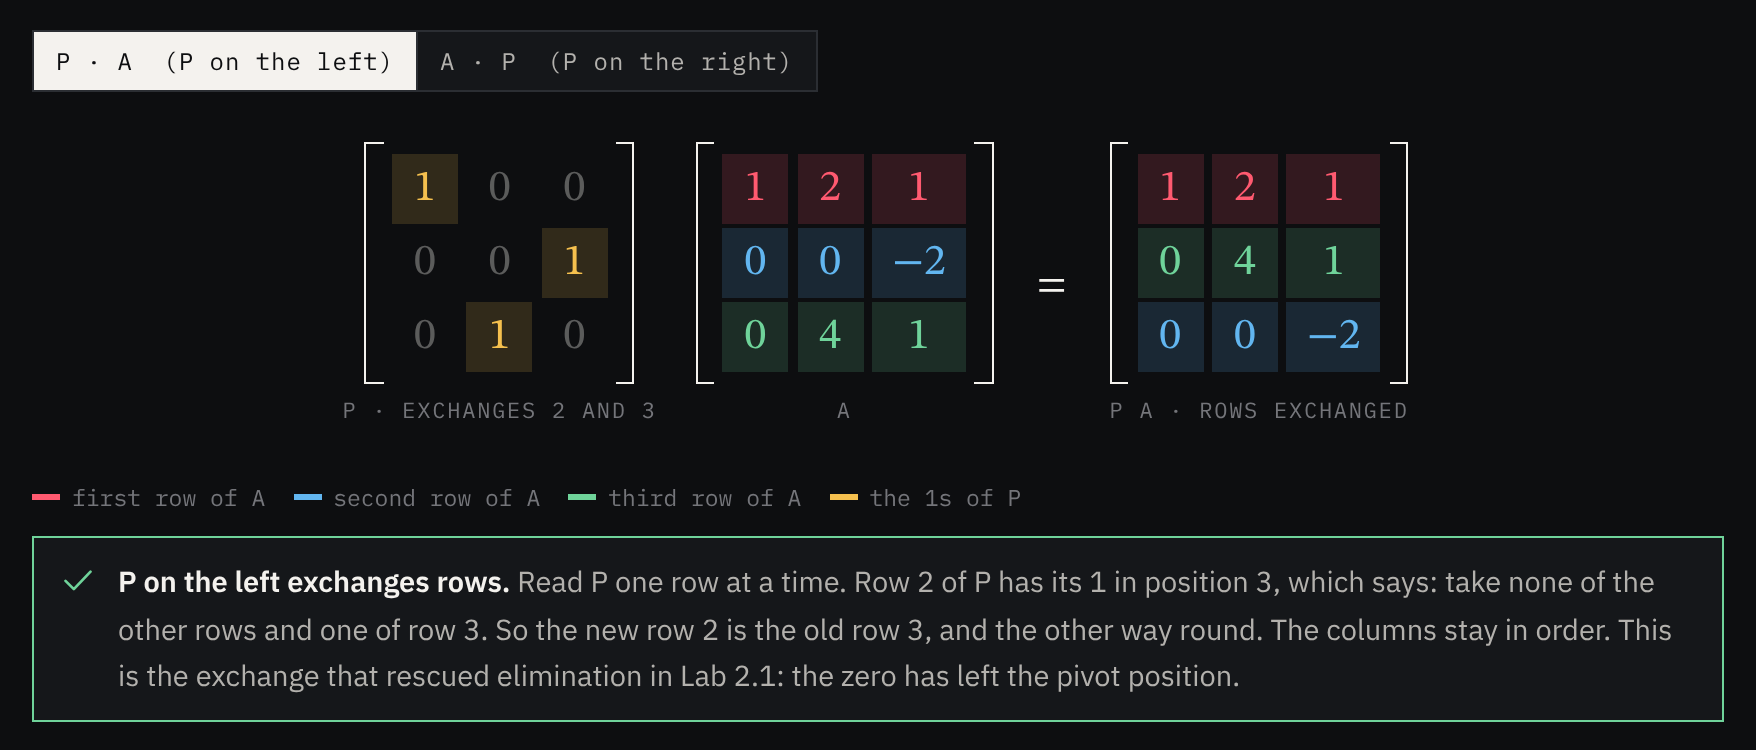 P · A (P on the left) A · P (P on the right)
1 0 0 1 2 1 1 2 1
0 0 1 0 0 −2 = 0 4 1
0 1 0 0 4 1 0 0 −2
P · EXCHANGES 2 AND 3 A P A · ROWS EXCHANGED
first row of A second row of A third row of A the 1s of P
P on the left exchanges rows. Read P one row at a time. Row 2 of P has its 1 in position 3, which says: take none of the
other rows and one of row 3. So the new row 2 is the old row 3, and the other way round. The columns stay in order. This
is the exchange that rescued elimination in Lab 2.1: the zero has left the pivot position.